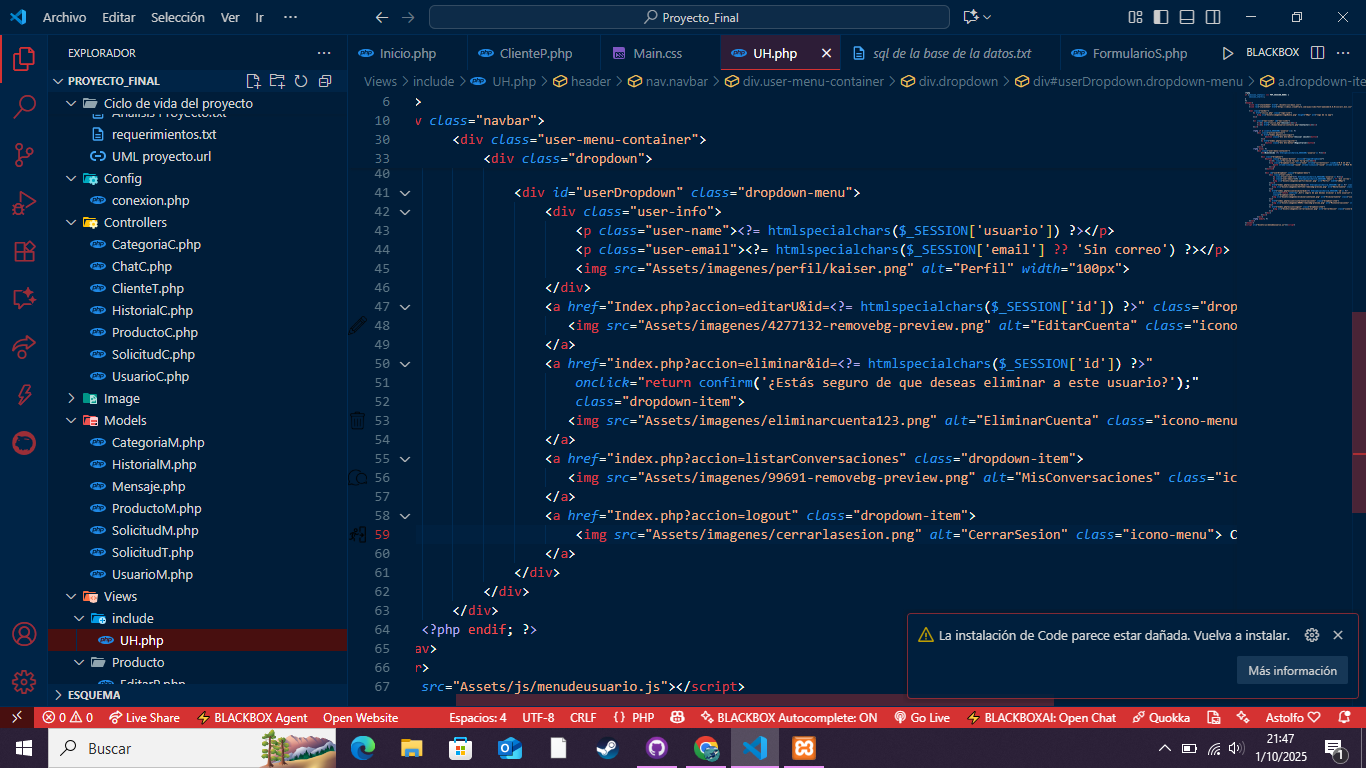 Archivo Editar Selección Ver Ir ··· Proyecto_Final
EXPLORADOR ···
PROYECTO_FINAL
Ciclo de vida del proyecto
Analisis Proyecto.txt
requerimientos.txt
UML proyecto.url
Config
conexion.php
Controllers
CategoriaC.php
ChatC.php
ClienteT.php
HistorialC.php
ProductoC.php
SolicitudC.php
UsuarioC.php
Image
Models
CategoriaM.php
HistorialM.php
Mensaje.php
ProductoM.php
SolicitudM.php
SolicitudT.php
UsuarioM.php
Views
include
UH.php
Producto
EditarP.php
ESQUEMA
Inicio.php ClienteP.php Main.css UH.php sql de la base de la datos.txt FormularioS.php BLACKBOX ···
Views > include > UH.php > header > nav.navbar > div.user-menu-container > div.dropdown > div#userDropdown.dropdown-menu > a.dropdown-ite
6 >
10 v class="navbar">
30 <div class="user-menu-container">
33 <div class="dropdown">
40
41 <div id="userDropdown" class="dropdown-menu">
42 <div class="user-info">
43 <p class="user-name"><?= htmlspecialchars($_SESSION['usuario']) ?></p>
44 <p class="user-email"><?= htmlspecialchars($_SESSION['email'] ?? 'Sin correo') ?></p>
45 <img src="Assets/imagenes/perfil/kaiser.png" alt="Perfil" width="100px">
46 </div>
47 <a href="Index.php?accion=editarU&id=<?= htmlspecialchars($_SESSION['id']) ?>" class="drop
48 <img src="Assets/imagenes/4277132-removebg-preview.png" alt="EditarCuenta" class="icono
49 </a>
50 <a href="index.php?accion=eliminar&id=<?= htmlspecialchars($_SESSION['id']) ?>"
51 onclick="return confirm('¿Estás seguro de que deseas eliminar a este usuario?');"
52 class="dropdown-item">
53 <img src="Assets/imagenes/eliminarcuenta123.png" alt="EliminarCuenta" class="icono-menu
54 </a>
55 <a href="index.php?accion=listarConversaciones" class="dropdown-item">
56 <img src="Assets/imagenes/99691-removebg-preview.png" alt="MisConversaciones" class="ic
57 </a>
58 <a href="Index.php?accion=logout" class="dropdown-item">
59 <img src="Assets/imagenes/cerrarlasesion.png" alt="CerrarSesion" class="icono-menu"> C
60 </a>
61 </div>
62 </div>
63 </div>
64 <?php endif; ?>
65 av>
66 r>
67 src="Assets/js/menudeusuario.js"></script>
La instalación de Code parece estar dañada. Vuelva a instalar.
Más información
0 0 Live Share BLACKBOX Agent Open Website Espacios: 4 UTF-8 CRLF {} PHP BLACKBOX Autocomplete: ON Go Live BLACKBOXAI: Open Chat Quokka Astolfo
Buscar
21:47
1/10/2025
1